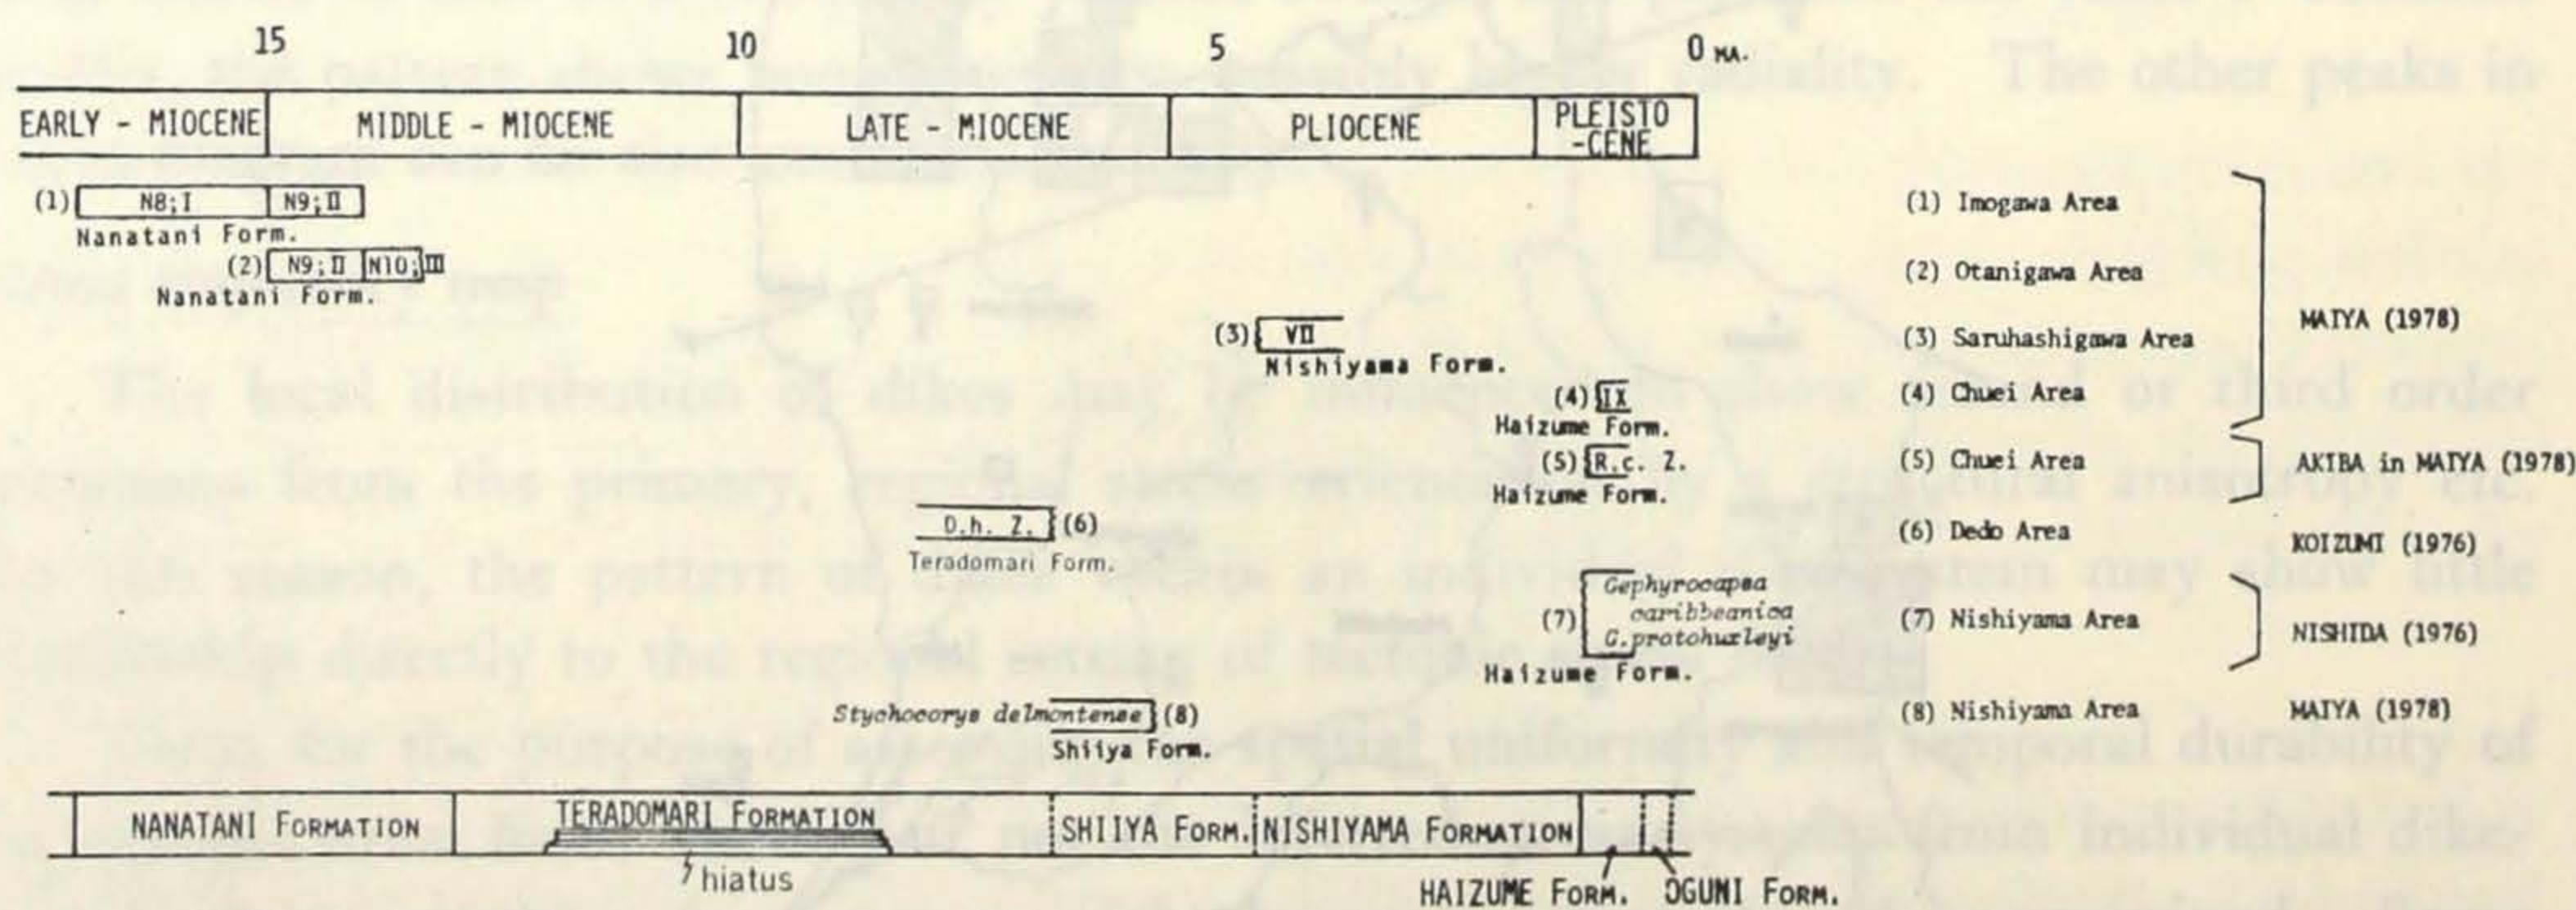 15 10 5 0 MA.
EARLY - MIOCENE MIDDLE - MIOCENE LATE - MIOCENE PLIOCENE PLEISTO
-CENE
(1) N8;I N9;II
Nanatani Form.
(2) N9;II N10;III
Nanatani Form.
(3) VII
Nishiyama Form.
(4) IX
Haizume Form.
(5) R.c. Z.
Haizume Form.
D.h. Z. (6)
Teradomari Form.
(7) Gephyrocapsa
caribbeanica
G.protohurleyi
Haizume Form.
Stychocorys delmontense (8)
Shiiya Form.
(1) Imogawa Area
(2) Otanigawa Area
(3) Saruhashigawa Area
(4) Chuei Area
MAIYA (1978)
(5) Chuei Area AKIBA in MAIYA (1978)
(6) Dedo Area KOIZUMI (1976)
(7) Nishiyama Area NISHIDA (1976)
(8) Nishiyama Area MAIYA (1978)
NANATANI FORMATION TERADOMARI FORMATION SHIIYA FORM. NISHIYAMA FORMATION
hiatus
HAIZUME FORM. OGUNI FORM.